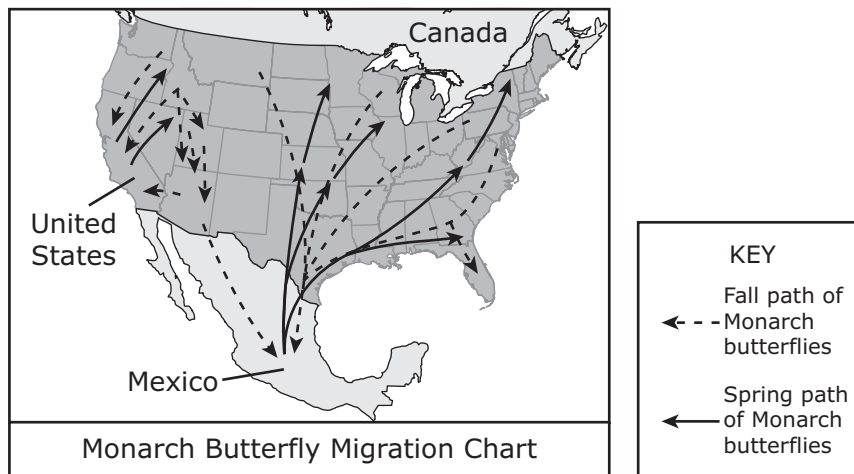 Canada
United
States
Mexico
Monarch Butterfly Migration Chart
KEY
Fall path of
Monarch
butterflies
Spring path
of Monarch
butterflies